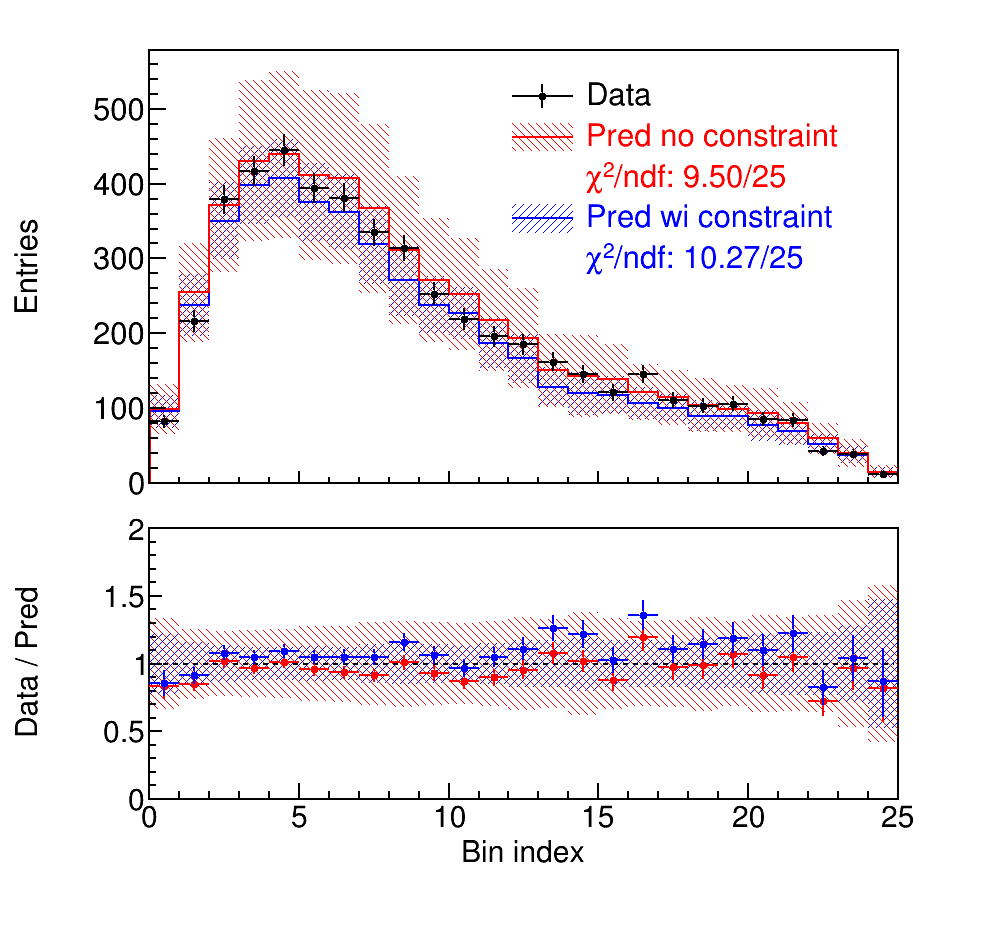 Entries
500
400
300
200
100
0
Data
Pred no constraint
χ²/ndf: 9.50/25
Pred wi constraint
χ²/ndf: 10.27/25
Data / Pred
2
1.5
1
0.5
0
0 5 10 15 20 25
Bin index